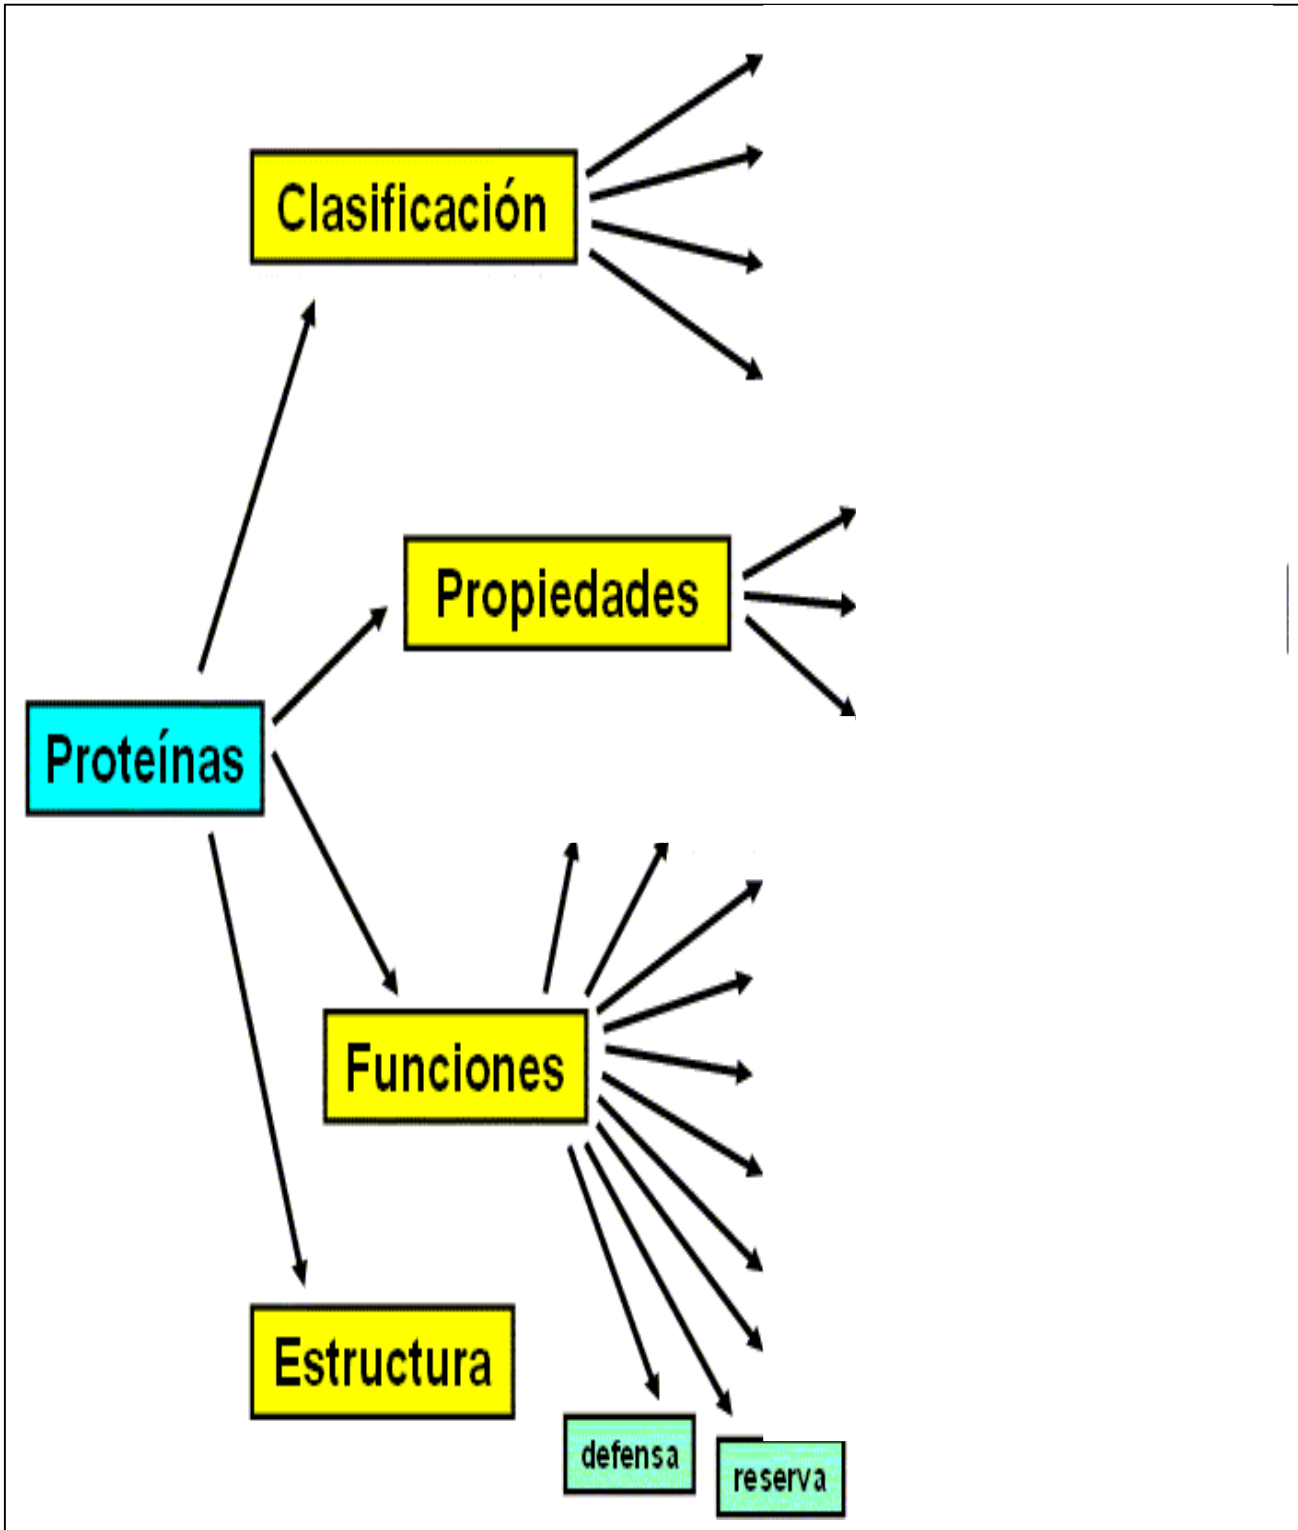 Clasificación
Propiedades
Proteínas
Funciones
Estructura
defensa
reserva